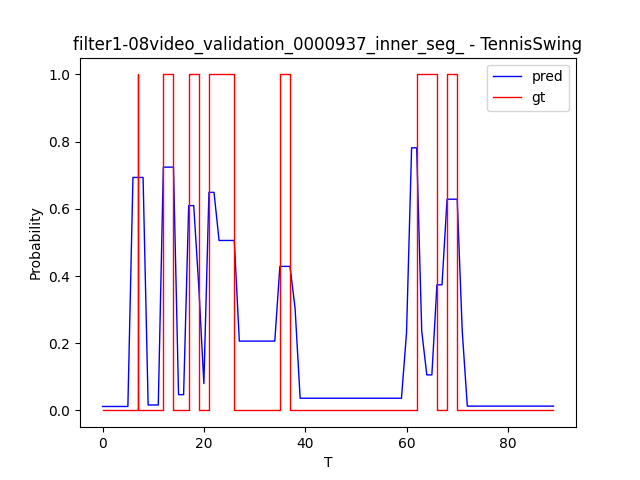 filter1-08video_validation_0000937_inner_seg_ - TennisSwing
pred
gt
1.0
0.8
0.6
0.4
0.2
0.0
Probability
0
20
40
60
80
T